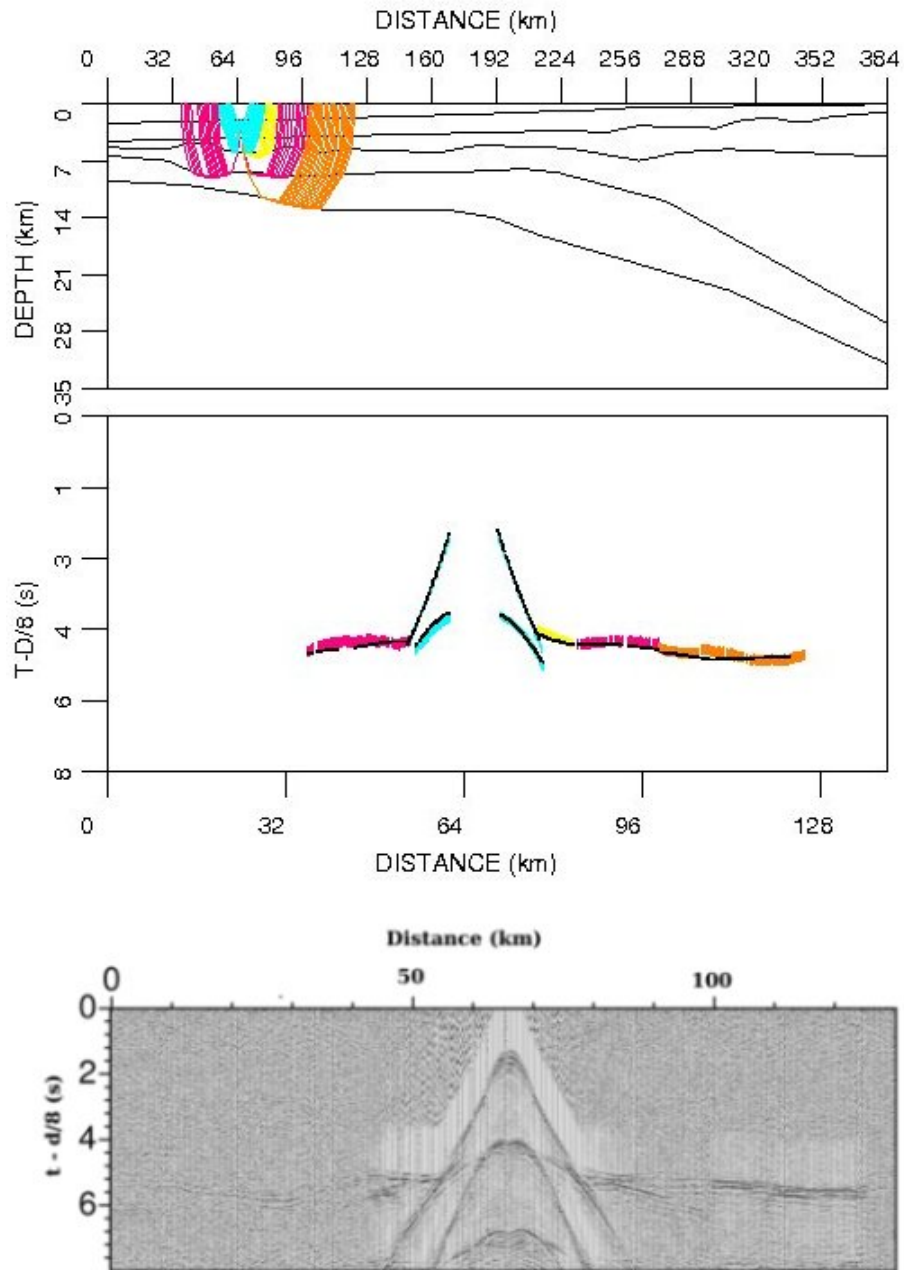 DISTANCE (km)
0 32 64 96 128 160 192 224 256 288 320 352 384
0
7
14
21
28
35
DEPTH (km)
0
1
3
4
6
8
T-D/8 (s)
0 32 64 96 128
DISTANCE (km)
Distance (km)
0 50 100
0
2
4
6
t - d/8 (s)